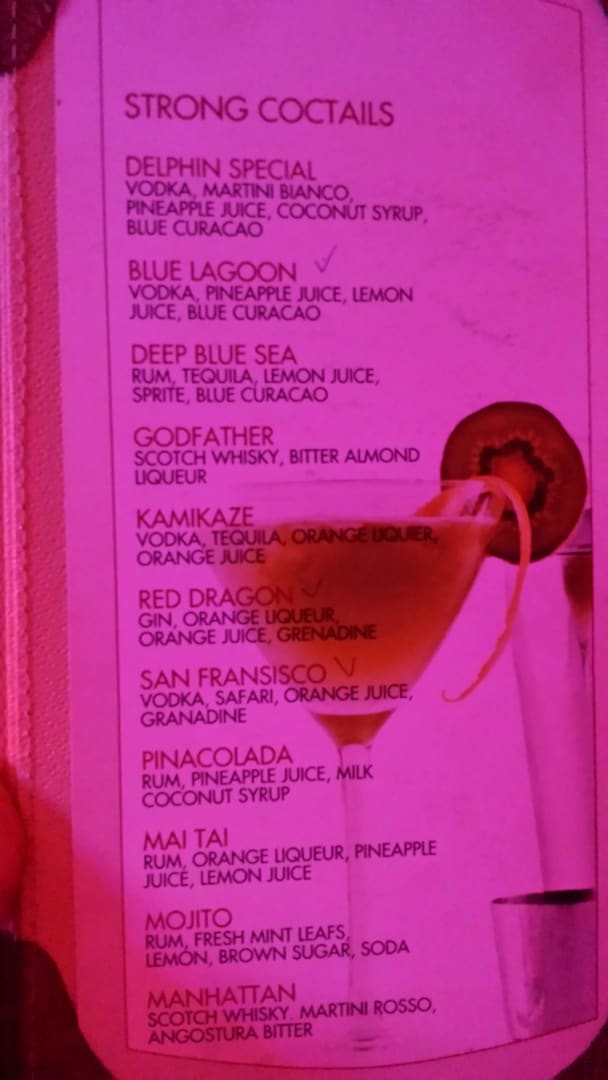 STRONG COCTAILS
DELPHIN SPECIAL
VODKA, MARTINI BIANCO,
PINEAPPLE JUICE, COCONUT SYRUP,
BLUE CURACAO
BLUE LAGOON
VODKA, PINEAPPLE JUICE, LEMON
JUICE, BLUE CURACAO
DEEP BLUE SEA
RUM, TEQUILA, LEMON JUICE,
SPRITE, BLUE CURACAO
GODFATHER
SCOTCH WHISKY, BITTER ALMOND
LIQUEUR
KAMIKAZE
VODKA, TEQUILA, ORANGE LIQUIER,
ORANGE JUICE
RED DRAGON
GIN, ORANGE LIQUEUR,
ORANGE JUICE, GRENADINE
SAN FRANSISCO
VODKA, SAFARI, ORANGE JUICE,
GRANADINE
PINACOLADA
RUM, PINEAPPLE JUICE, MILK
COCONUT SYRUP
MAI TAI
RUM, ORANGE LIQUEUR, PINEAPPLE
JUICE, LEMON JUICE
MOJITO
RUM, FRESH MINT LEAFS,
LEMON, BROWN SUGAR, SODA
MANHATTAN
SCOTCH WHISKY. MARTINI ROSSO,
ANGOSTURA BITTER